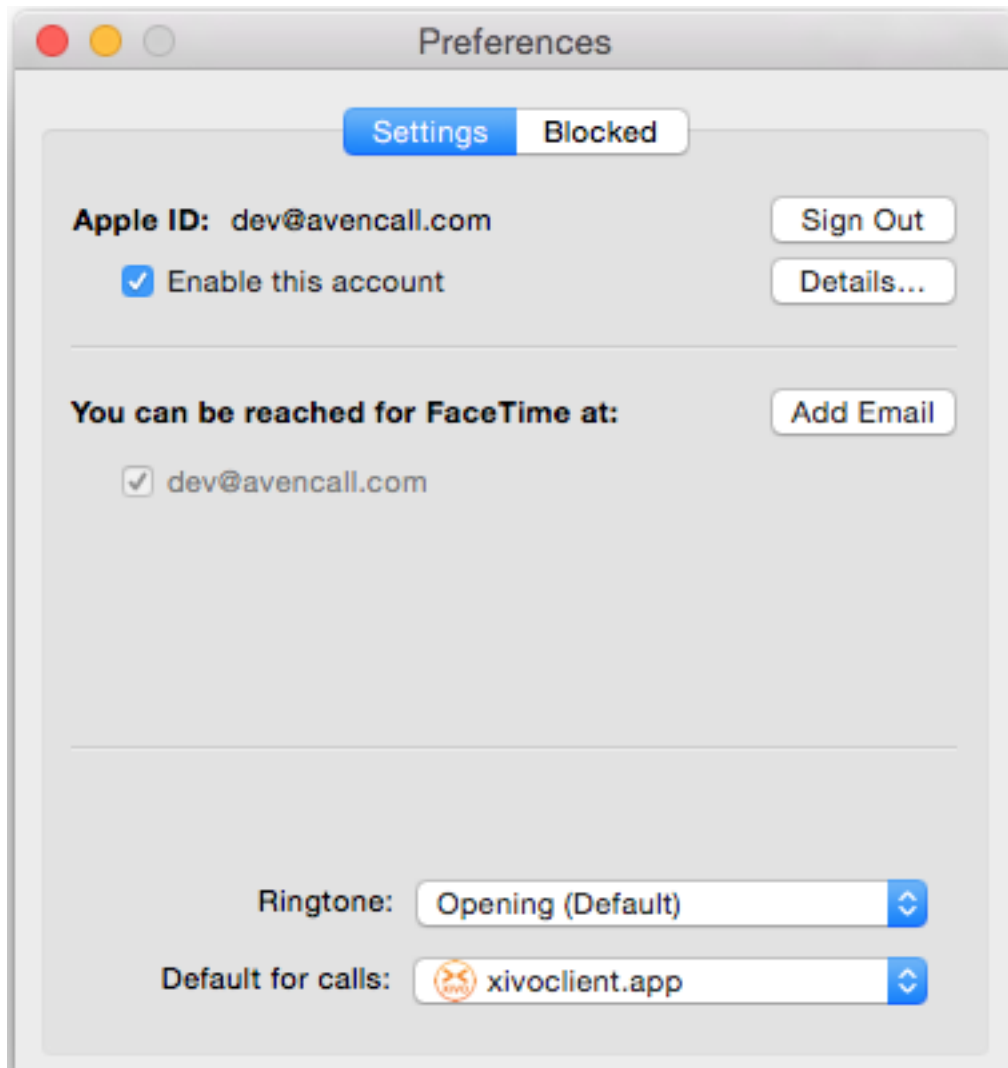 Preferences
Settings Blocked
Apple ID: dev@avencall.com Sign Out
Enable this account Details...
You can be reached for FaceTime at: Add Email
dev@avencall.com
Ringtone: Opening (Default)
Default for calls: XIVO xivoclient.app